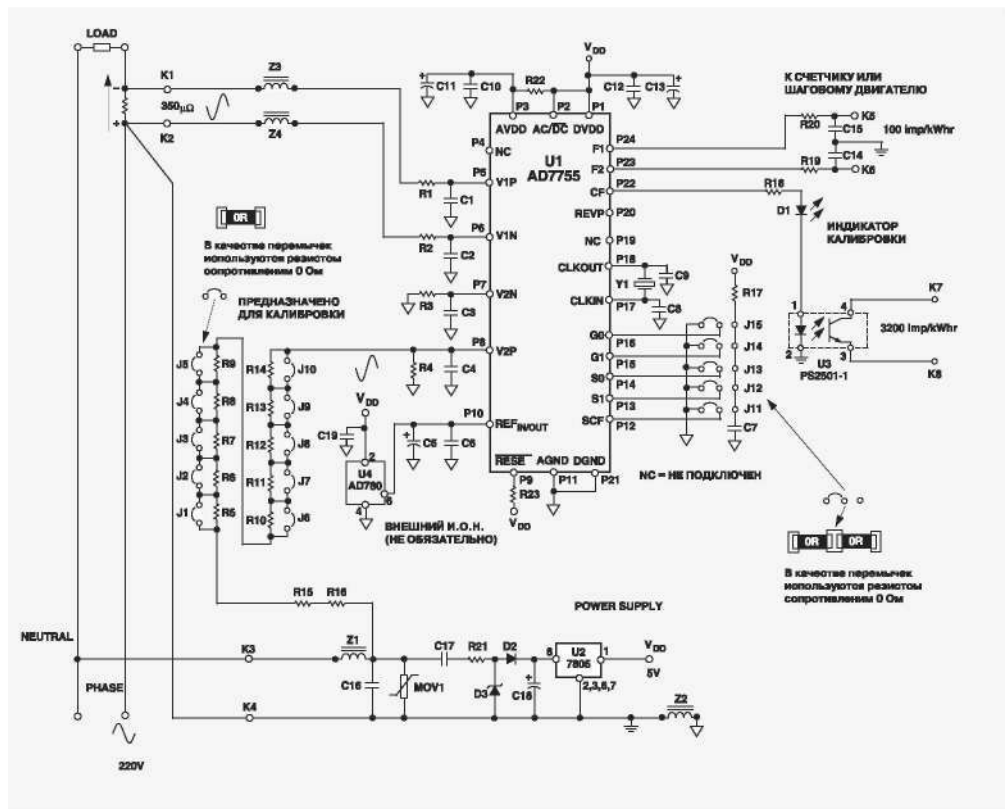 LOAD
K1
Z3
350μΩ
K2
Z4
C11
C10
R22
VDD
C12
C13
P3
P2
P1
AVDD
AC/DC
DVDD
P4
NC
U1
AD7755
К СЧЕТЧИКУ ИЛИ
ШАГОВОМУ ДВИГАТЕЛЮ
K5
P24
F1
R20
C15
100 imp/kWhr
C14
P23
F2
R19
K6
P5
V1P
R1
C1
P22
CF
R18
D1
ИНДИКАТОР
КАЛИБРОВКИ
REVP
P20
0R
В качестве перемычек
используются резистом
сопротивлением 0 Ом
P6
V1N
R2
C2
NC
P19
P18
CLKOUT
C9
Y1
VDD
R17
ПРЕДНАЗНАЧЕНО
ДЛЯ КАЛИБРОВКИ
P7
V2N
R3
C3
CLKIN
P17
C8
K7
1
4
3200 imp/kWhr
2
3
U3
PS2501-1
K8
G0
P16
J15
G1
J14
S0
P15
J13
P14
S1
J12
P13
SCF
J11
P12
C7
P8
V2P
R4
C4
J5
R9
R14
J10
J4
R8
R13
J9
J3
R7
R12
J8
J2
R6
R11
J7
J1
R5
R10
J6
VDD
C19
2
U4
AD780
6
4
P10
REFIN/OUT
C5
C6
RESE
AGND
DGND
P9
P11
P21
R23
VDD
NC = НЕ ПОДКЛЮЧЕН
ВНЕШНИЙ И.О.Н.
(НЕ ОБЯЗАТЕЛЬНО)
0R
0R
В качестве перемычек
используются резистом
сопротивлением 0 Ом
R15
R16
POWER SUPPLY
NEUTRAL
K3
Z1
C17
R21
D2
8
U2
7805
1
VDD
5V
2,3,6,7
C16
MOV1
D3
C18
PHASE
K4
Z2
220V